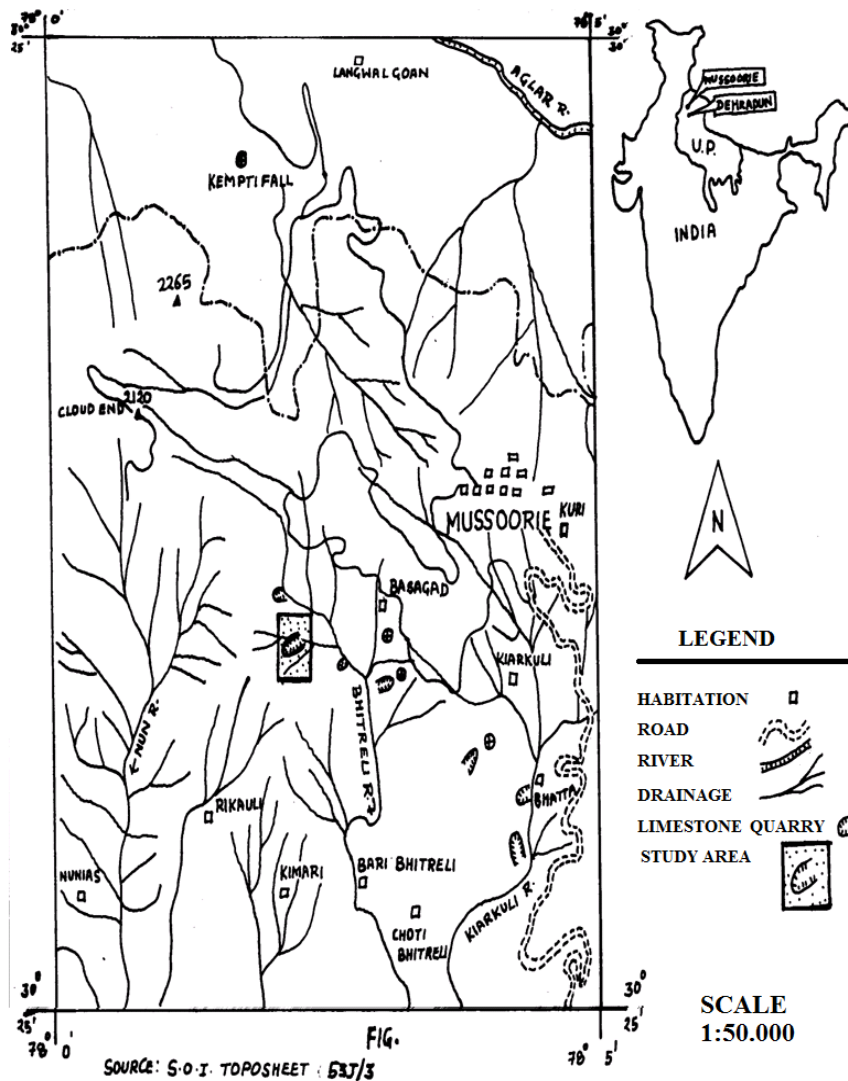 78° 0'
78° 5'
30°
25'
30°
30'
LANGWAL GOAN
AGLAR R.
MUSSOORIE
DEHRADUN
U.P.
INDIA
KEMPTI FALL
2265
CLOUD END
2120
MUSSOORIE
KURI
N
BASAGAD
KIARKULI
LEGEND
HABITATION
ROAD
RIVER
DRAINAGE
LIMESTONE QUARRY
STUDY AREA
NUN R.
BHITRELI R.
BHATTA
RIKAULI
NUNIAS
KIMARI
BARI BHITRELI
CHOTI
BHITRELI
KIARKULI R.
30°
25'
30°
25'
78° 0'
78° 5'
SCALE
1:50.000
FIG.
SOURCE: S.O.I. TOPOSHEET : 53J/3